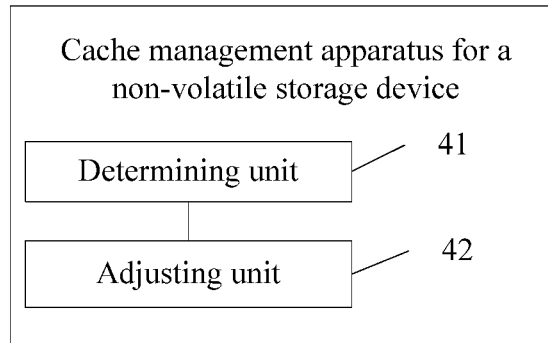 Cache management apparatus for a
non-volatile storage device
41
Determining unit
42
Adjusting unit